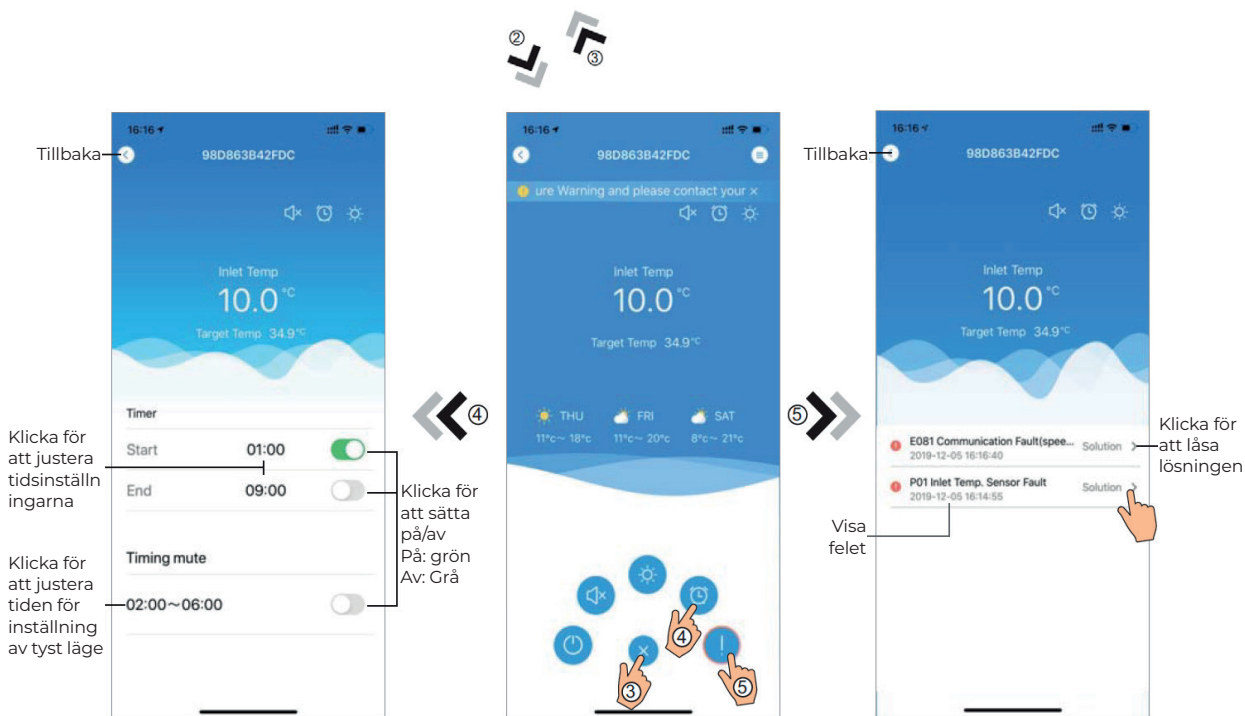 ②
③
16:16
98D863B42FDC
Tillbaka
Inlet Temp
10.0 °C
Target Temp 34.9°C
Timer
Start 01:00
End 09:00
Timing mute
02:00～06:00
Klicka för
att justera
tidsinställn
ingarna
Klicka för
att justera
tiden för
inställning
av tyst läge
Klicka för
att sätta
på/av
På: grön
Av: Grå
④
16:16
98D863B42FDC
ure Warning and please contact your ×
Inlet Temp
10.0 °C
Target Temp 34.9°C
THU FRI SAT
11°c～ 18°c 11°c～ 20°c 8°c～ 21°c
④
③
⑤
⑤
16:16
98D863B42FDC
Tillbaka
Inlet Temp
10.0 °C
Target Temp 34.9°C
E081 Communication Fault(spee... Solution
2019-12-05 16:16:40
P01 Inlet Temp. Sensor Fault Solution
2019-12-05 16:14:55
Visa
felet
Klicka för
att låsa
lösningen